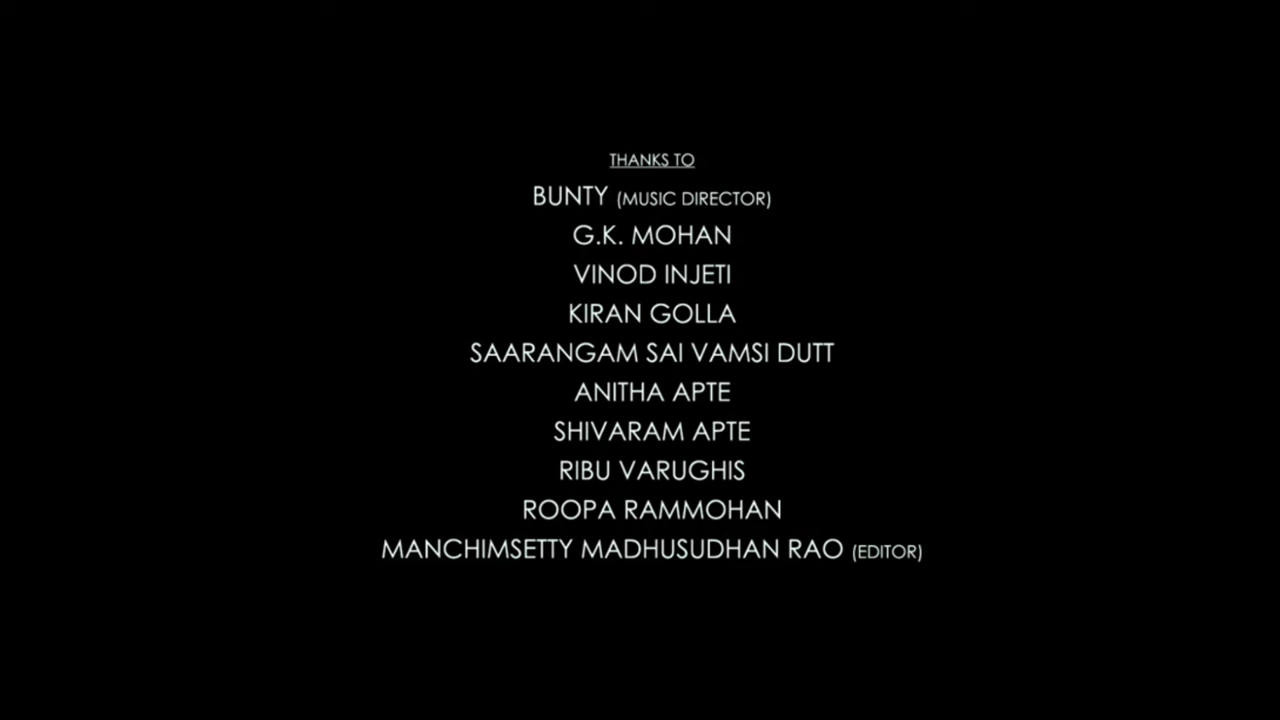 THANKS TO
BUNTY (MUSIC DIRECTOR)
G.K. MOHAN
VINOD INJETI
KIRAN GOLLA
SAARANGAM SAI VAMSI DUTT
ANITHA APTE
SHIVARAM APTE
RIBU VARUGHIS
ROOPA RAMMOHAN
MANCHIMSETTY MADHUSUDHAN RAO (EDITOR)